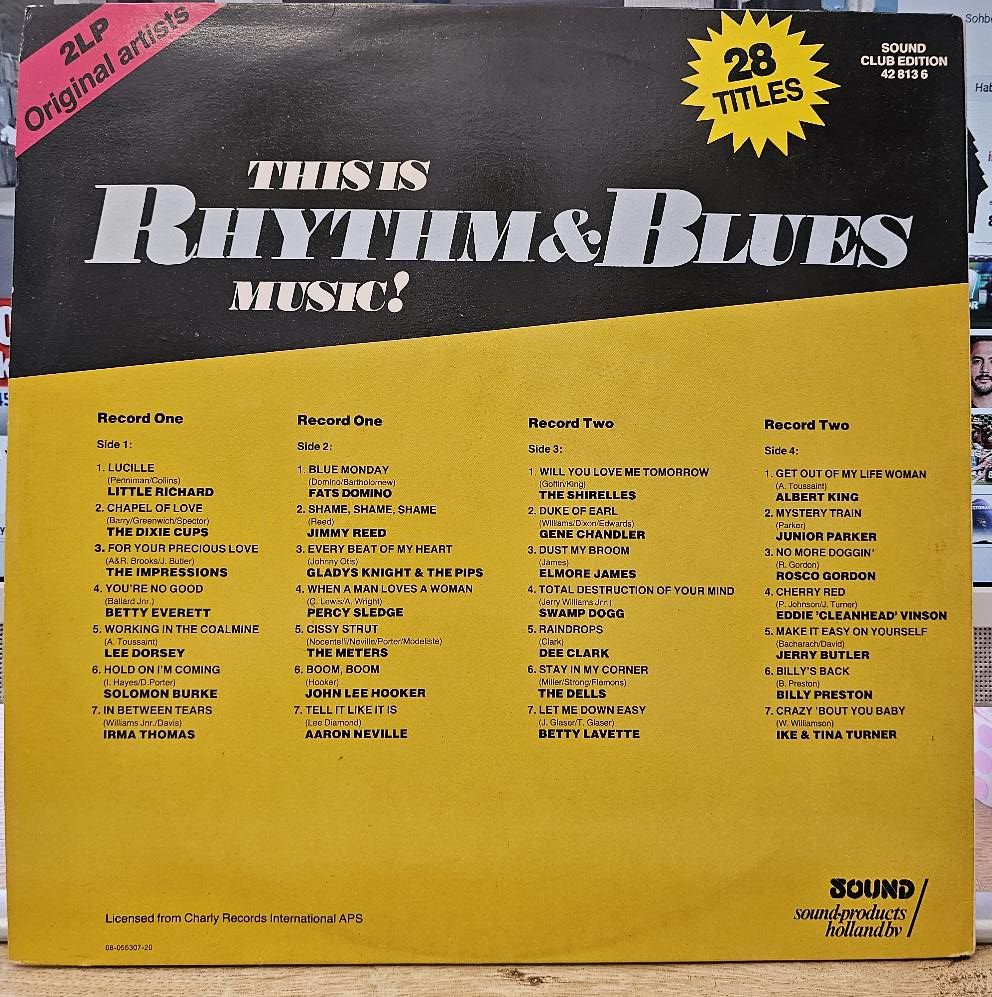 2LP
Original artists
28
TITLES
SOUND
CLUB EDITION
42 813 6
THIS IS
RHYTHM & BLUES
MUSIC!
Record One
Side 1:
1. LUCILLE
(Penniman/Collins)
LITTLE RICHARD
2. CHAPEL OF LOVE
(Barry/Greenwich/Spector)
THE DIXIE CUPS
3. FOR YOUR PRECIOUS LOVE
(A&R. Brooks/J. Butler)
THE IMPRESSIONS
4. YOU'RE NO GOOD
(Ballard Jnr.)
BETTY EVERETT
5. WORKING IN THE COALMINE
(A. Toussaint)
LEE DORSEY
6. HOLD ON I'M COMING
(I. Hayes/D.Porter)
SOLOMON BURKE
7. IN BETWEEN TEARS
(Williams Jnr./Davis)
IRMA THOMAS
Record One
Side 2:
1. BLUE MONDAY
(Domino/Bartholomew)
FATS DOMINO
2. SHAME, SHAME, SHAME
(Reed)
JIMMY REED
3. EVERY BEAT OF MY HEART
(Johnny Otis)
GLADYS KNIGHT & THE PIPS
4. WHEN A MAN LOVES A WOMAN
(C. Lewis/A. Wright)
PERCY SLEDGE
5. CISSY STRUT
(Nocentelli/Neville/Porter/Modeliste)
THE METERS
6. BOOM, BOOM
(Hooker)
JOHN LEE HOOKER
7. TELL IT LIKE IT IS
(Lee Diamond)
AARON NEVILLE
Record Two
Side 3:
1. WILL YOU LOVE ME TOMORROW
(Goffin/King)
THE SHIRELLES
2. DUKE OF EARL
(Williams/Dixon/Edwards)
GENE CHANDLER
3. DUST MY BROOM
(James)
ELMORE JAMES
4. TOTAL DESTRUCTION OF YOUR MIND
(Jerry Williams Jnr.)
SWAMP DOGG
5. RAINDROPS
(Clark)
DEE CLARK
6. STAY IN MY CORNER
(Miller/Strong/Flemons)
THE DELLS
7. LET ME DOWN EASY
(J. Glaser/T. Glaser)
BETTY LAVETTE
Record Two
Side 4:
1. GET OUT OF MY LIFE WOMAN
(A. Toussaint)
ALBERT KING
2. MYSTERY TRAIN
(Parker)
JUNIOR PARKER
3. NO MORE DOGGIN'
(R. Gordon)
ROSCO GORDON
4. CHERRY RED
(P. Johnson/J. Turner)
EDDIE 'CLEANHEAD' VINSON
5. MAKE IT EASY ON YOURSELF
(Bacharach/David)
JERRY BUTLER
6. BILLY'S BACK
(B. Preston)
BILLY PRESTON
7. CRAZY 'BOUT YOU BABY
(W. Williamson)
IKE & TINA TURNER
Licensed from Charly Records International APS
08-066307-20
SOUND
sound-products
holland bv